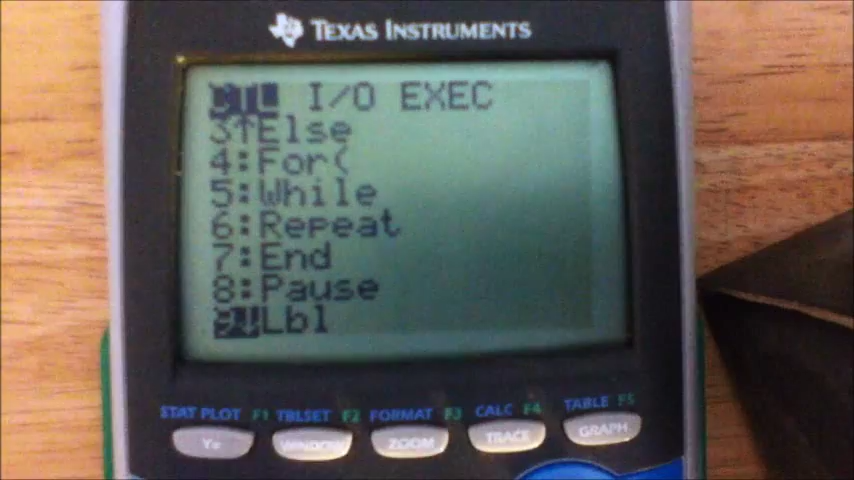 TEXAS INSTRUMENTS
CTL I/O EXEC
3↑Else
4:For(
5:While
6:Repeat
7:End
8:Pause
9↓Lbl
STAT PLOT F1 TBLSET F2 FORMAT F3 CALC F4 TABLE F5
Y= WINDOW ZOOM TRACE GRAPH